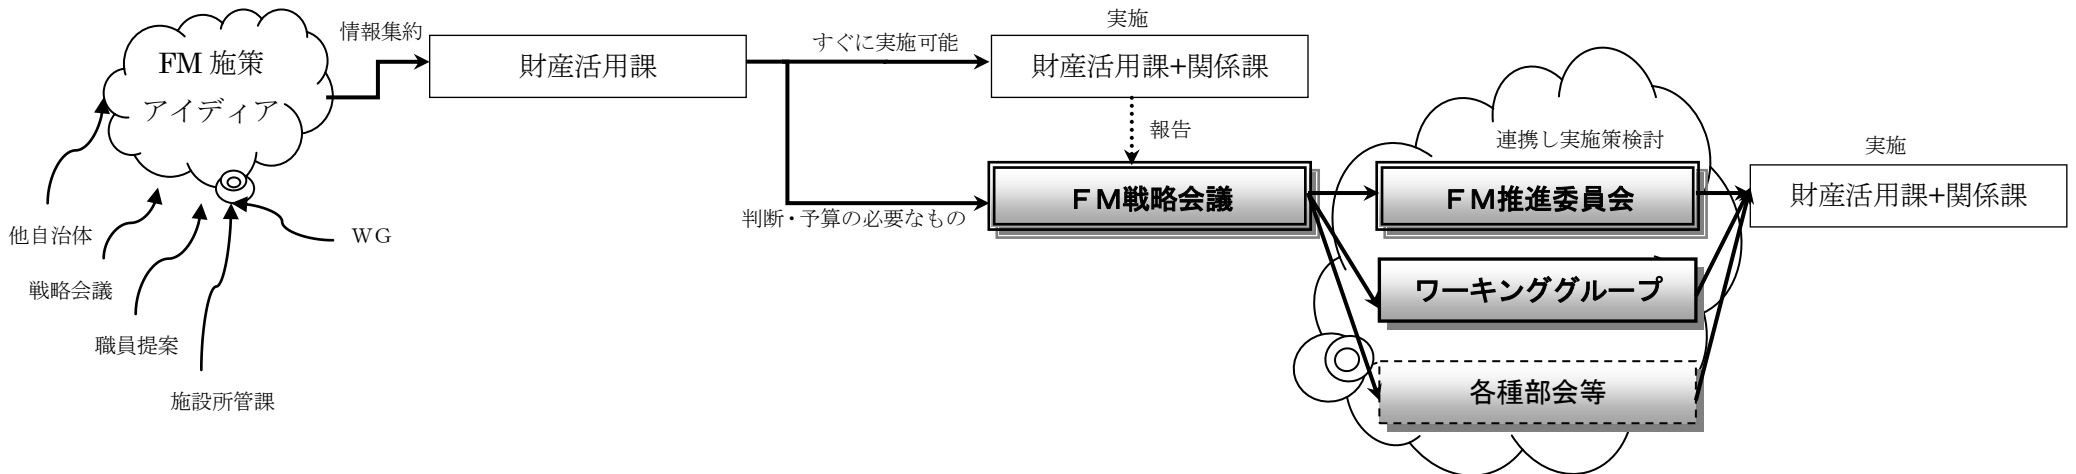 実施
情報集約
すぐに実施可能
FM 施策
アイディア
財産活用課
財産活用課+関係課
報告
連携し実施策検討
実施
FM戦略会議
FM推進委員会
財産活用課+関係課
判断・予算の必要なもの
他自治体
WG
戦略会議
ワーキンググループ
職員提案
各種部会等
施設所管課